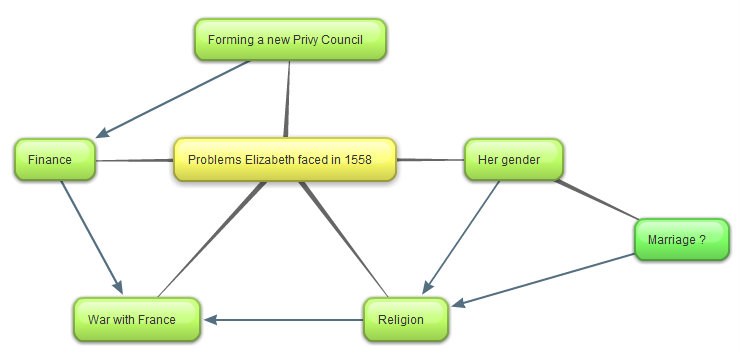 Forming a new Privy Council
Finance
Problems Elizabeth faced in 1558
Her gender
Marriage ?
War with France
Religion